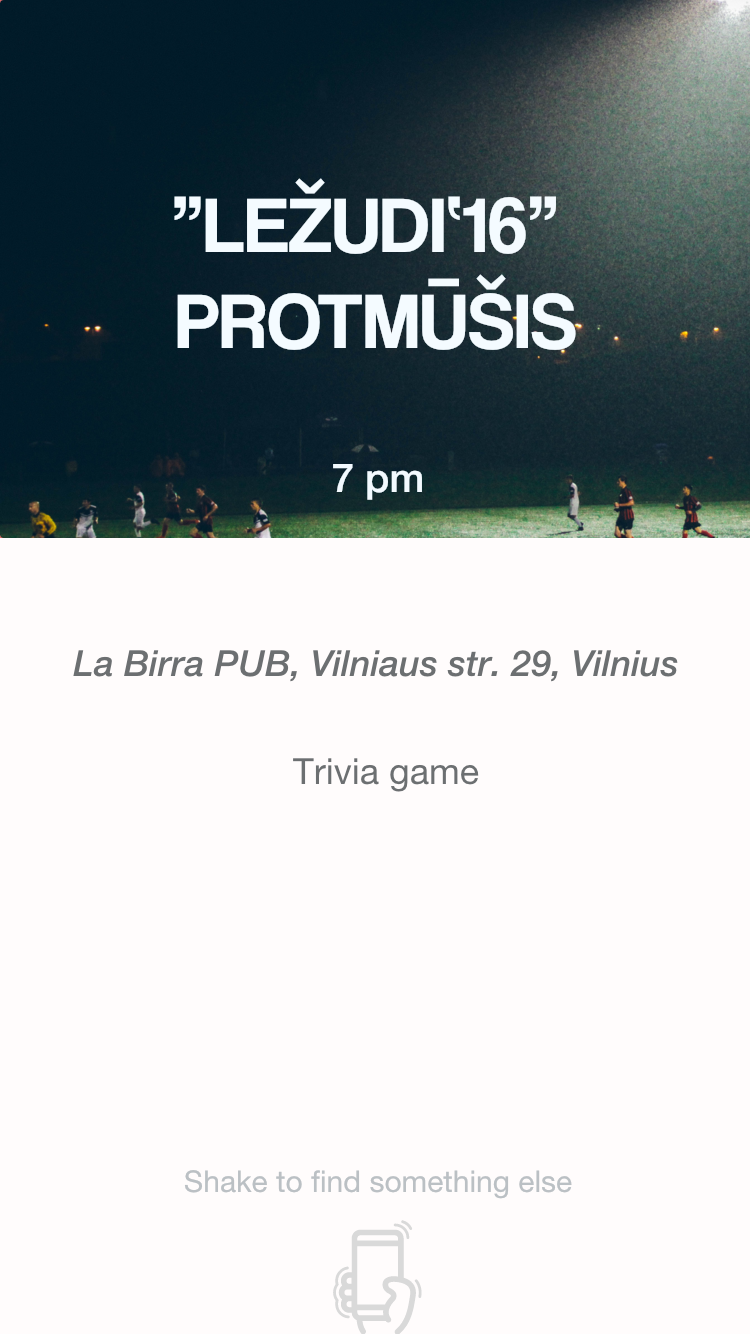 ”LEŽUDI‘16”
PROTMŪŠIS
7 pm
La Birra PUB, Vilniaus str. 29, Vilnius
Trivia game
Shake to find something else